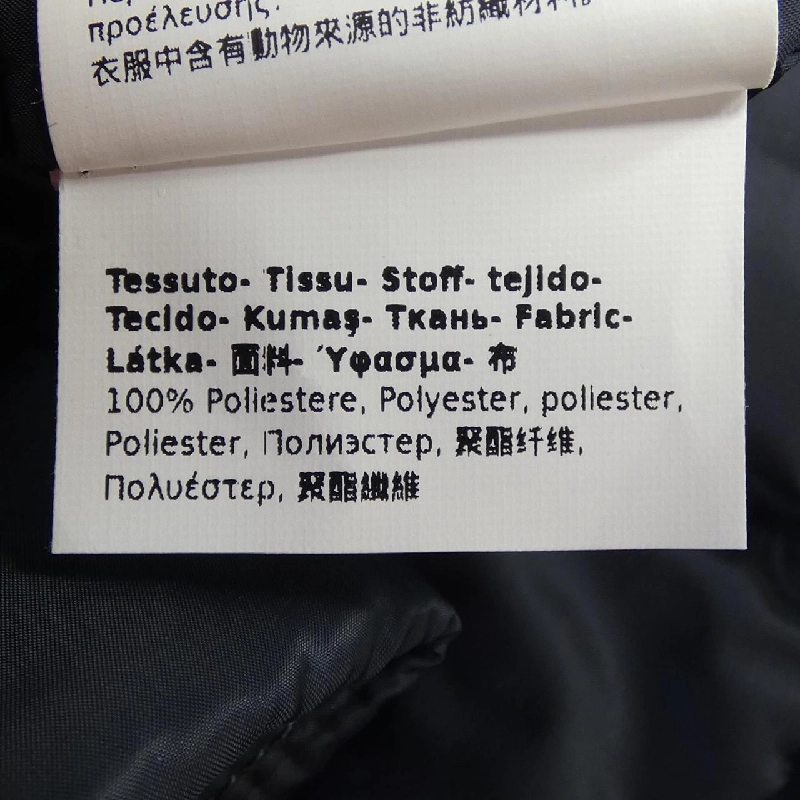 προέλευσης.
衣服中含有動物來源的非紡織材料。
Tessuto- Tissu- Stoff- tejido-
Tecido- Kumaş- Ткань- Fabric-
Látka- 面料- Ύφασμα- 布
100% Poliestere, Polyester, poliester,
Poliester, Полиэстер, 聚酯纤维,
Πολυέστερ, 聚酯纖維